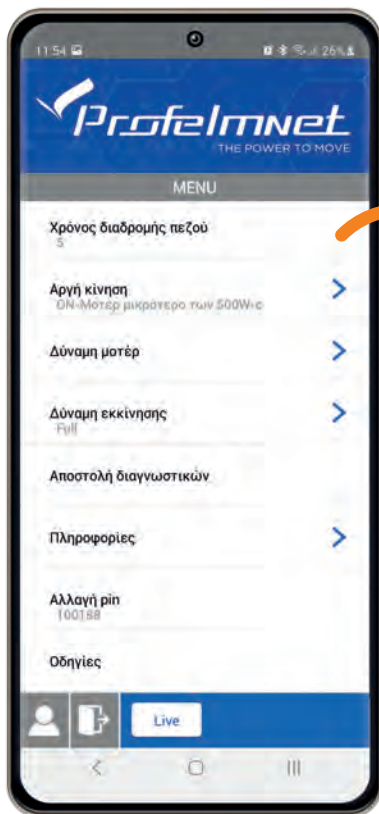 11:54
26%
Profelmnet
THE POWER TO MOVE
MENU
Χρόνος διαδρομής πεζού
5
Αργή κίνηση
ON-Μοτέρ μικρότερο των 500W-c
Δύναμη μοτέρ
Δύναμη εκκίνησης
Full
Αποστολή διαγνωστικών
Πληροφορίες
Αλλαγή pin
100188
Οδηγίες
Live